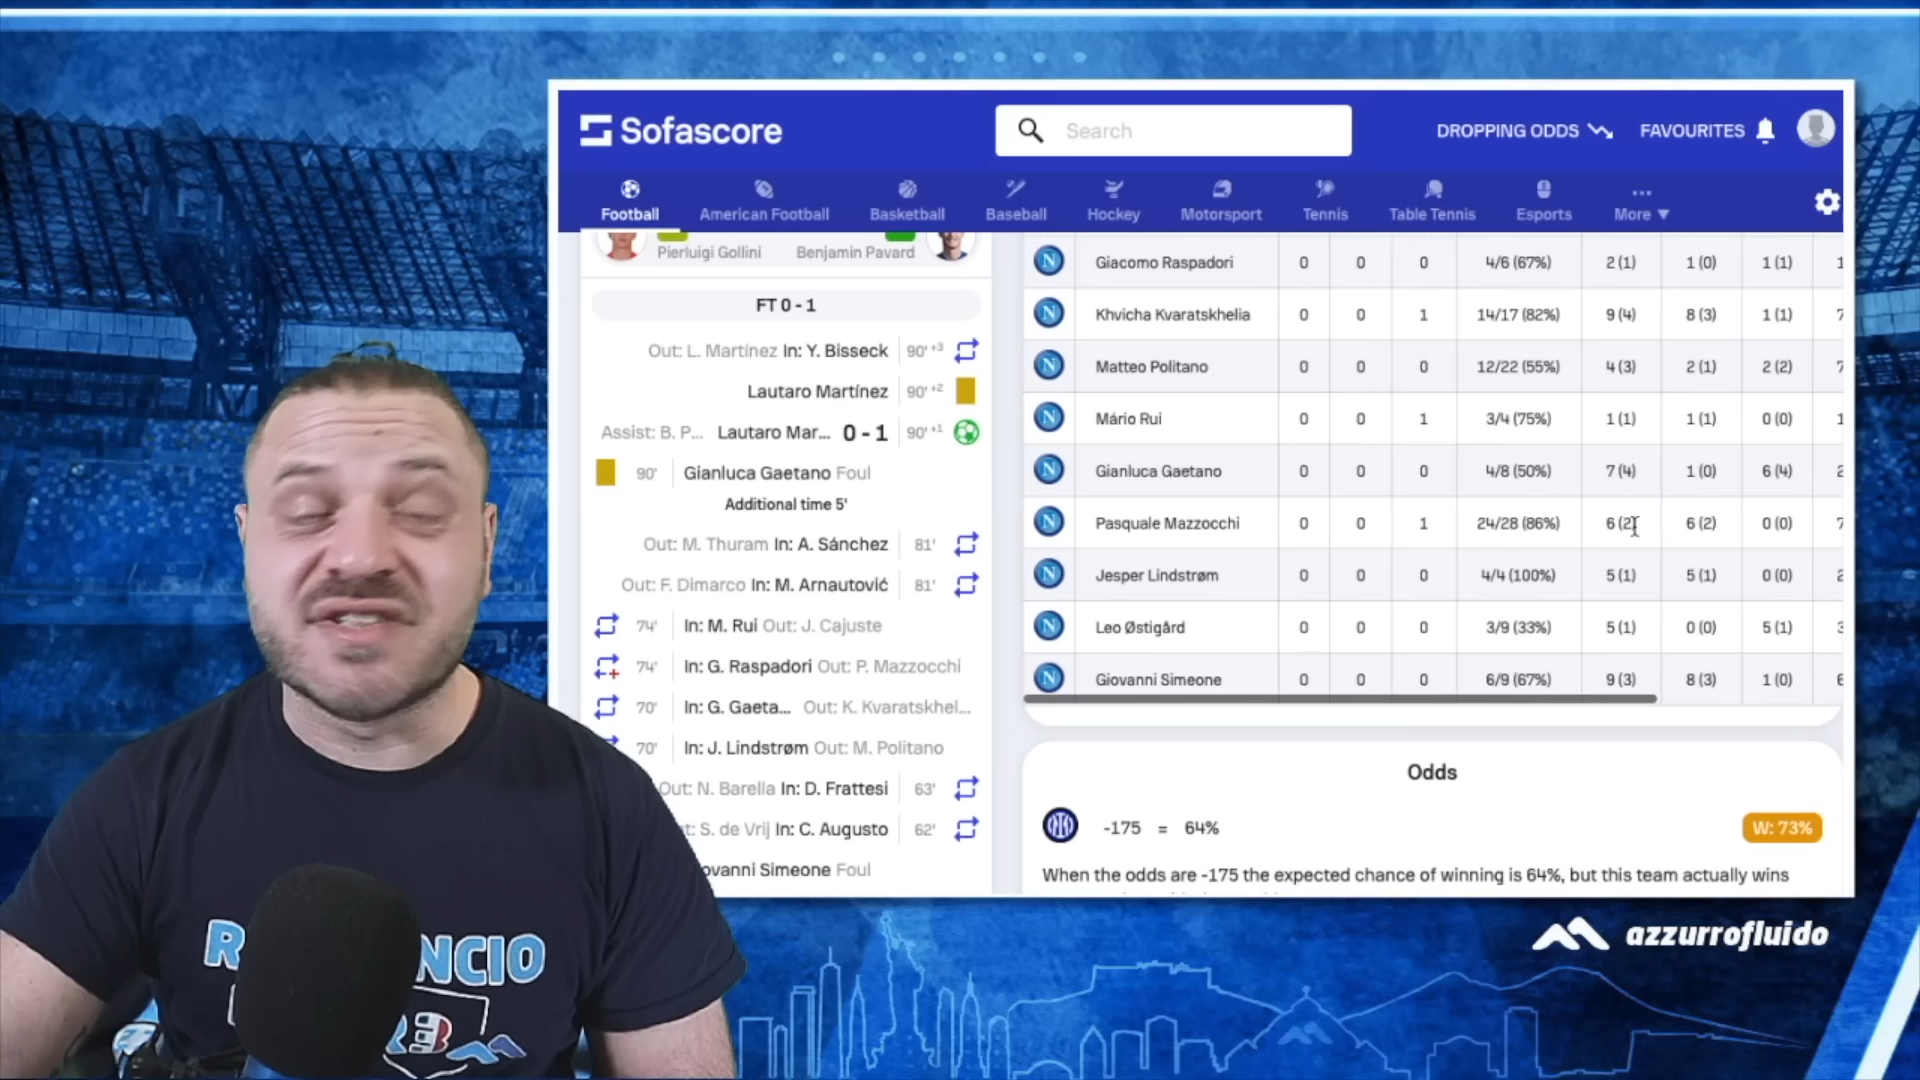 Sofascore
Search
DROPPING ODDS
FAVOURITES
Football
American Football
Basketball
Baseball
Hockey
Motorsport
Tennis
Table Tennis
Esports
More ▼
Pierluigi Gollini
Benjamin Pavard
FT 0 - 1
Out: L. Martínez In: Y. Bisseck 90'+3
Lautaro Martínez 90'+2
Assist: B. P... Lautaro Mar... 0 - 1 90'+1
90' Gianluca Gaetano Foul
Additional time 5'
Out: M. Thuram In: A. Sánchez 81'
Out: F. Dimarco In: M. Arnautović 81'
74' In: M. Rui Out: J. Cajuste
74' In: G. Raspadori Out: P. Mazzocchi
70' In: G. Gaeta... Out: K. Kvaratskhel...
70' In: J. Lindstrøm Out: M. Politano
Out: N. Barella In: D. Frattesi 63'
S. de Vrij In: C. Augusto 62'
Simeone Foul
Giacomo Raspadori 0 0 0 4/6 (67%) 2 (1) 1 (0) 1 (1)
Khvicha Kvaratskhelia 0 0 1 14/17 (82%) 9 (4) 8 (3) 1 (1)
Matteo Politano 0 0 0 12/22 (55%) 4 (3) 2 (1) 2 (2)
Mário Rui 0 0 1 3/4 (75%) 1 (1) 1 (1) 0 (0)
Gianluca Gaetano 0 0 0 4/8 (50%) 7 (4) 1 (0) 6 (4)
Pasquale Mazzocchi 0 0 1 24/28 (86%) 6 (2) 6 (2) 0 (0)
Jesper Lindstrøm 0 0 0 4/4 (100%) 5 (1) 5 (1) 0 (0)
Leo Østigård 0 0 0 3/9 (33%) 5 (1) 0 (0) 5 (1)
Giovanni Simeone 0 0 0 6/9 (67%) 9 (3) 8 (3) 1 (0)
Odds
-175 = 64% W: 73%
When the odds are -175 the expected chance of winning is 64%, but this team actually wins
azzurrofluido